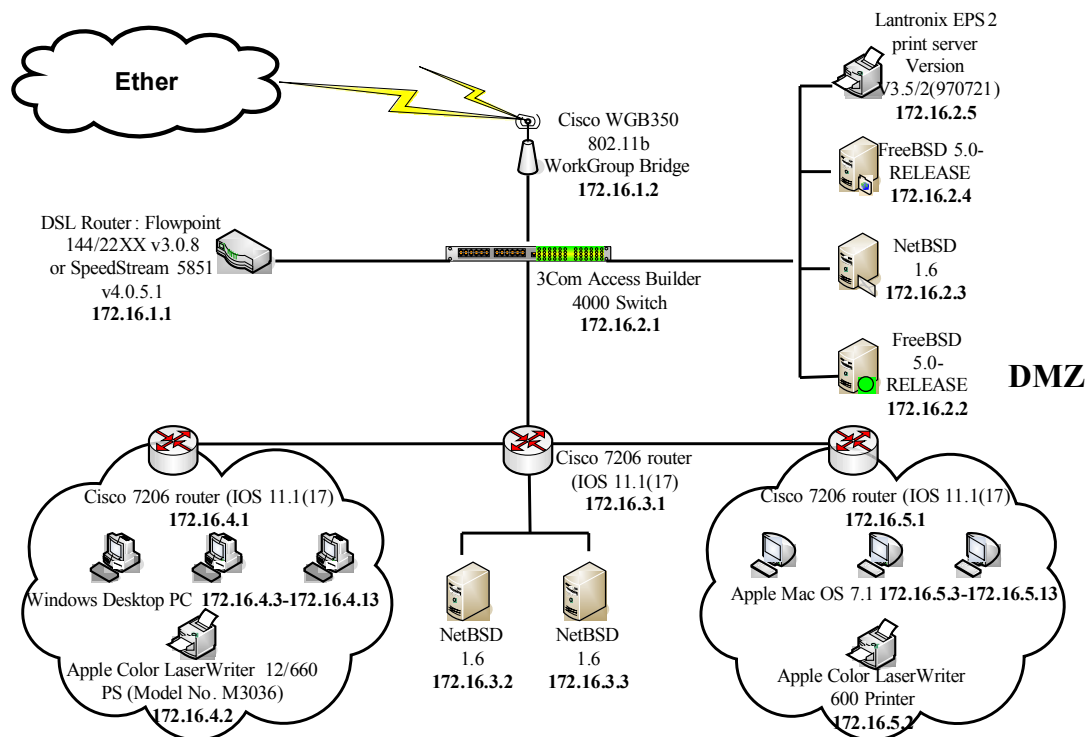 Ether
Cisco WGB350
802.11b
WorkGroup Bridge
172.16.1.2
Lantronix EPS 2
print server
Version
V3.5/2(970721)
172.16.2.5
FreeBSD 5.0-
RELEASE
172.16.2.4
DSL Router : Flowpoint
144/22XX v3.0.8
or SpeedStream 5851
v4.0.5.1
172.16.1.1
3Com Access Builder
4000 Switch
172.16.2.1
NetBSD
1.6
172.16.2.3
FreeBSD
5.0-
RELEASE
172.16.2.2
DMZ
Cisco 7206 router (IOS 11.1(17)
172.16.4.1
Windows Desktop PC 172.16.4.3-172.16.4.13
Apple Color LaserWriter 12/660
PS (Model No. M3036)
172.16.4.2
Cisco 7206 router
(IOS 11.1(17)
172.16.3.1
NetBSD
1.6
172.16.3.2
NetBSD
1.6
172.16.3.3
Cisco 7206 router (IOS 11.1(17)
172.16.5.1
Apple Mac OS 7.1 172.16.5.3-172.16.5.13
Apple Color LaserWriter
600 Printer
172.16.5.2